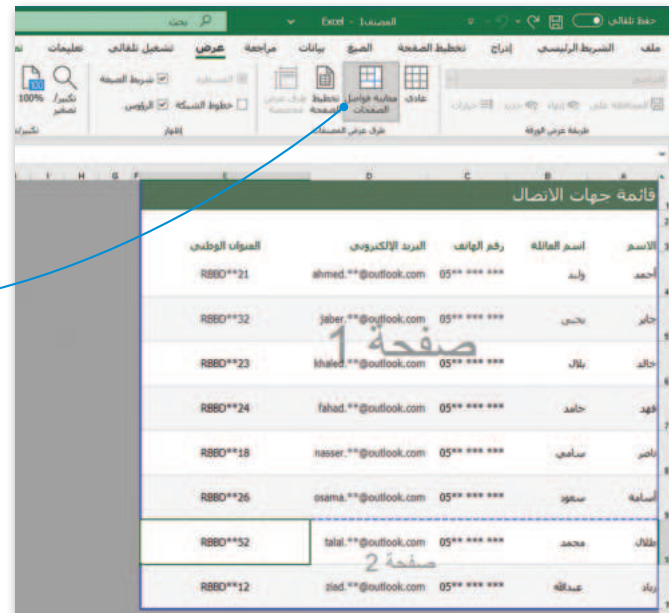 حفظ تلقائي المصنف1 - Excel بحث
ملف الشريط الرئيسي إدراج تخطيط الصفحة الصيغ بيانات مراجعة عرض تشغيل تلقائي تعليمات
عادي معاينة فواصل الصفحات تخطيط الصفحة طرق عرض مخصصة المسطرة شريط الصيغة خطوط الشبكة الرؤوس تكبير/تصغير 100%
طريقة عرض الورقة طرق عرض المصنفات إظهار
A B C D E F G H I
قائمة جهات الاتصال
الاسم اسم العائلة رقم الهاتف البريد الإلكتروني العنوان الوطني
أحمد وليد 05** *** *** ahmed.**@outlook.com RBBD**21
جابر يحيى 05** *** *** jaber.**@outlook.com RBBD**32
صفحة 1
خالد بلال 05** *** *** khaled.**@outlook.com RBBD**23
فهد حامد 05** *** *** fahad.**@outlook.com RBBD**24
ناصر سامي 05** *** *** nasser.**@outlook.com RBBD**18
أسامة سعود 05** *** *** osama.**@outlook.com RBBD**26
طلال محمد 05** *** *** talal.**@outlook.com RBBD**52
صفحة 2
زياد عبدالله 05** *** *** ziad.**@outlook.com RBBD**12